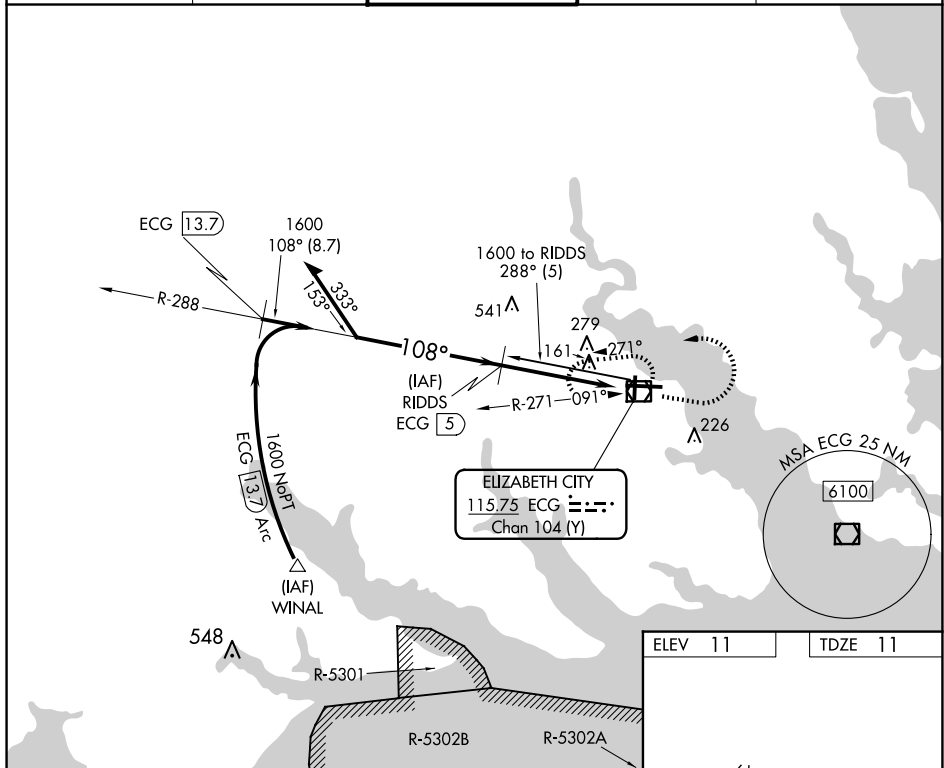 ECG 13.7
1600
108° (8.7)
R-288
153°
333°
1600 to RIDDS
288° (5)
541
279
161
271°
108°
(IAF)
RIDDS
ECG 5
R-271
091°
226
1600 NoPT
ECG 13.7 Arc
ELIZABETH CITY
115.75 ECG
Chan 104 (Y)
MSA ECG 25 NM
6100
(IAF)
WINAL
548
R-5301
R-5302B
R-5302A
ELEV 11
TDZE 11